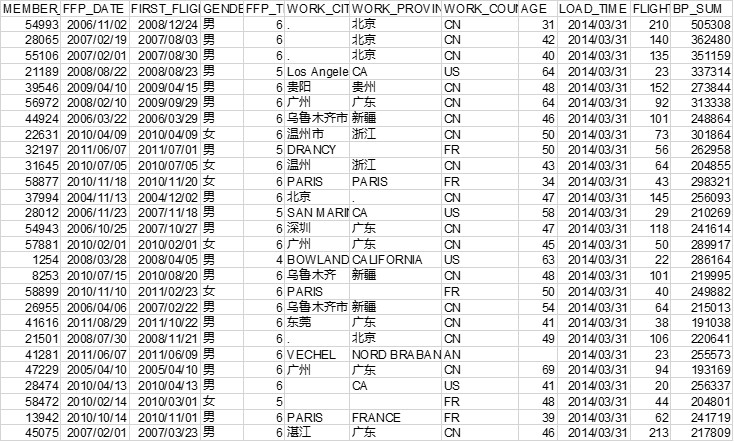 MEMBER_ FFP_DATE FIRST_FLIG GENDE FFP_T WORK_CIT WORK_PROVIN WORK_COU AGE LOAD_TIME FLIGHT BP_SUM
54993 2006/11/02 2008/12/24 男 6 . 北京 CN 31 2014/03/31 210 505308
28065 2007/02/19 2007/08/03 男 6 北京 CN 42 2014/03/31 140 362480
55106 2007/02/01 2007/08/30 男 6 . 北京 CN 40 2014/03/31 135 351159
21189 2008/08/22 2008/08/23 男 5 Los Angele CA US 64 2014/03/31 23 337314
39546 2009/04/10 2009/04/15 男 6 贵阳 贵州 CN 48 2014/03/31 152 273844
56972 2008/02/10 2009/09/29 男 6 广州 广东 CN 64 2014/03/31 92 313338
44924 2006/03/22 2006/03/29 男 6 乌鲁木齐市 新疆 CN 46 2014/03/31 101 248864
22631 2010/04/09 2010/04/09 女 6 温州市 浙江 CN 50 2014/03/31 73 301864
32197 2011/06/07 2011/07/01 男 5 DRANCY FR 50 2014/03/31 56 262958
31645 2010/07/05 2010/07/05 女 6 温州 浙江 CN 43 2014/03/31 64 204855
58877 2010/11/18 2010/11/20 女 6 PARIS PARIS FR 34 2014/03/31 43 298321
37994 2004/11/13 2004/12/02 男 6 北京 . CN 47 2014/03/31 145 256093
28012 2006/11/23 2007/11/18 男 5 SAN MARI CA US 58 2014/03/31 29 210269
54943 2006/10/25 2007/10/27 男 6 深圳 广东 CN 47 2014/03/31 118 241614
57881 2010/02/01 2010/02/01 女 6 广州 广东 CN 45 2014/03/31 50 289917
1254 2008/03/28 2008/04/05 男 4 BOWLAND CALIFORNIA US 63 2014/03/31 22 286164
8253 2010/07/15 2010/08/20 男 6 乌鲁木齐 新疆 CN 48 2014/03/31 101 219995
58899 2010/11/10 2011/02/23 女 6 PARIS FR 50 2014/03/31 40 249882
26955 2006/04/06 2007/02/22 男 6 乌鲁木齐市 新疆 CN 54 2014/03/31 64 215013
41616 2011/08/29 2011/10/22 男 6 东莞 广东 CN 41 2014/03/31 38 191038
21501 2007/07/30 2008/11/21 男 6 . 北京 CN 49 2014/03/31 106 220641
41281 2011/06/07 2011/06/09 男 6 VECHEL NORD BRABAN AN 2014/03/31 23 255573
47229 2005/04/10 2005/04/10 男 6 广州 广东 CN 69 2014/03/31 94 193169
28474 2010/04/13 2010/04/13 男 6 CA US 41 2014/03/31 20 256337
58472 2010/02/14 2010/03/01 女 5 FR 48 2014/03/31 44 204801
13942 2010/10/14 2010/11/01 男 6 PARIS FRANCE FR 39 2014/03/31 62 241719
45075 2007/02/01 2007/03/23 男 6 湛江 广东 CN 46 2014/03/31 213 217809